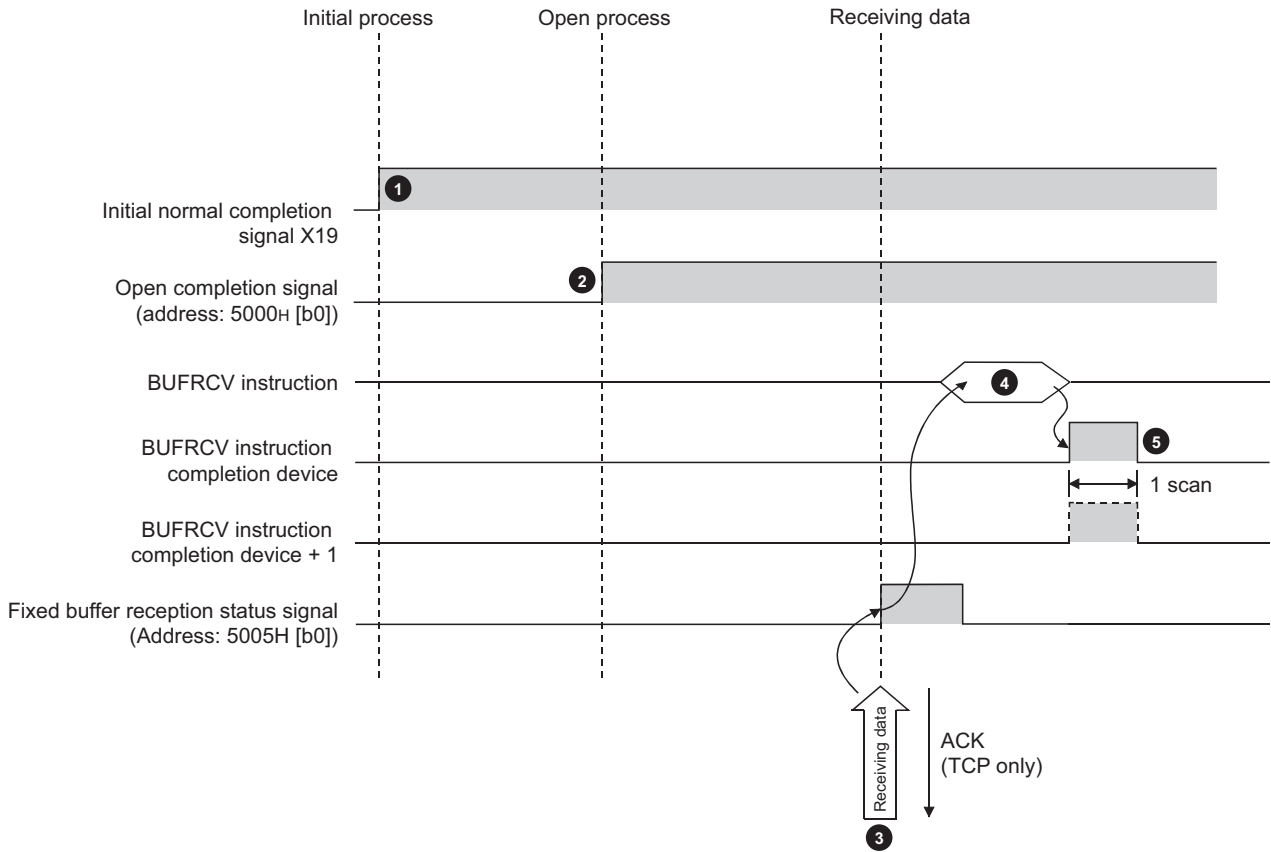 Initial process
Open process
Receiving data
1
Initial normal completion
signal X19
2
Open completion signal
(address: 5000H [b0])
BUFRCV instruction
4
BUFRCV instruction
completion device
5
1 scan
BUFRCV instruction
completion device + 1
Fixed buffer reception status signal
(Address: 5005H [b0])
Receiving data
ACK
(TCP only)
3